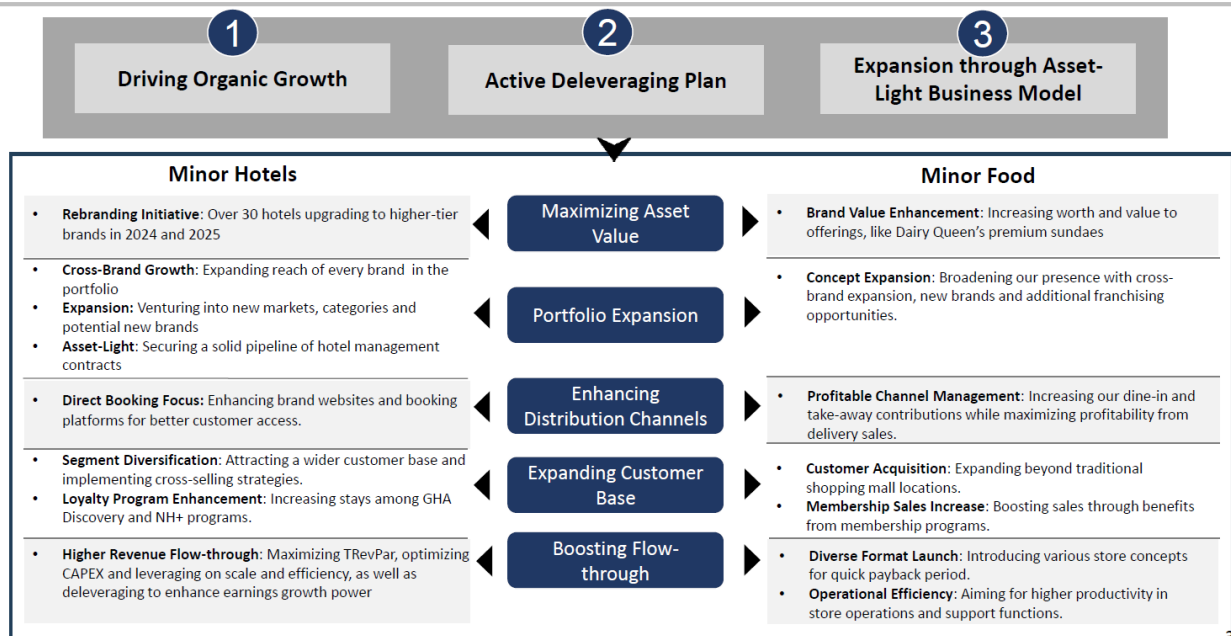 1
Driving Organic Growth
2
Active Deleveraging Plan
3
Expansion through Asset-
Light Business Model
Minor Hotels
Minor Food
• Rebranding Initiative: Over 30 hotels upgrading to higher-tier
brands in 2024 and 2025
Maximizing Asset
Value
• Brand Value Enhancement: Increasing worth and value to
offerings, like Dairy Queen's premium sundaes
• Cross-Brand Growth: Expanding reach of every brand in the
portfolio
• Expansion: Venturing into new markets, categories and
potential new brands
• Asset-Light: Securing a solid pipeline of hotel management
contracts
Portfolio Expansion
• Concept Expansion: Broadening our presence with cross-
brand expansion, new brands and additional franchising
opportunities.
• Direct Booking Focus: Enhancing brand websites and booking
platforms for better customer access.
Enhancing
Distribution Channels
• Profitable Channel Management: Increasing our dine-in and
take-away contributions while maximizing profitability from
delivery sales.
• Segment Diversification: Attracting a wider customer base and
implementing cross-selling strategies.
• Loyalty Program Enhancement: Increasing stays among GHA
Discovery and NH+ programs.
Expanding Customer
Base
• Customer Acquisition: Expanding beyond traditional
shopping mall locations.
• Membership Sales Increase: Boosting sales through benefits
from membership programs.
• Higher Revenue Flow-through: Maximizing TRevPar, optimizing
CAPEX and leveraging on scale and efficiency, as well as
deleveraging to enhance earnings growth power
Boosting Flow-
through
• Diverse Format Launch: Introducing various store concepts
for quick payback period.
• Operational Efficiency: Aiming for higher productivity in
store operations and support functions.